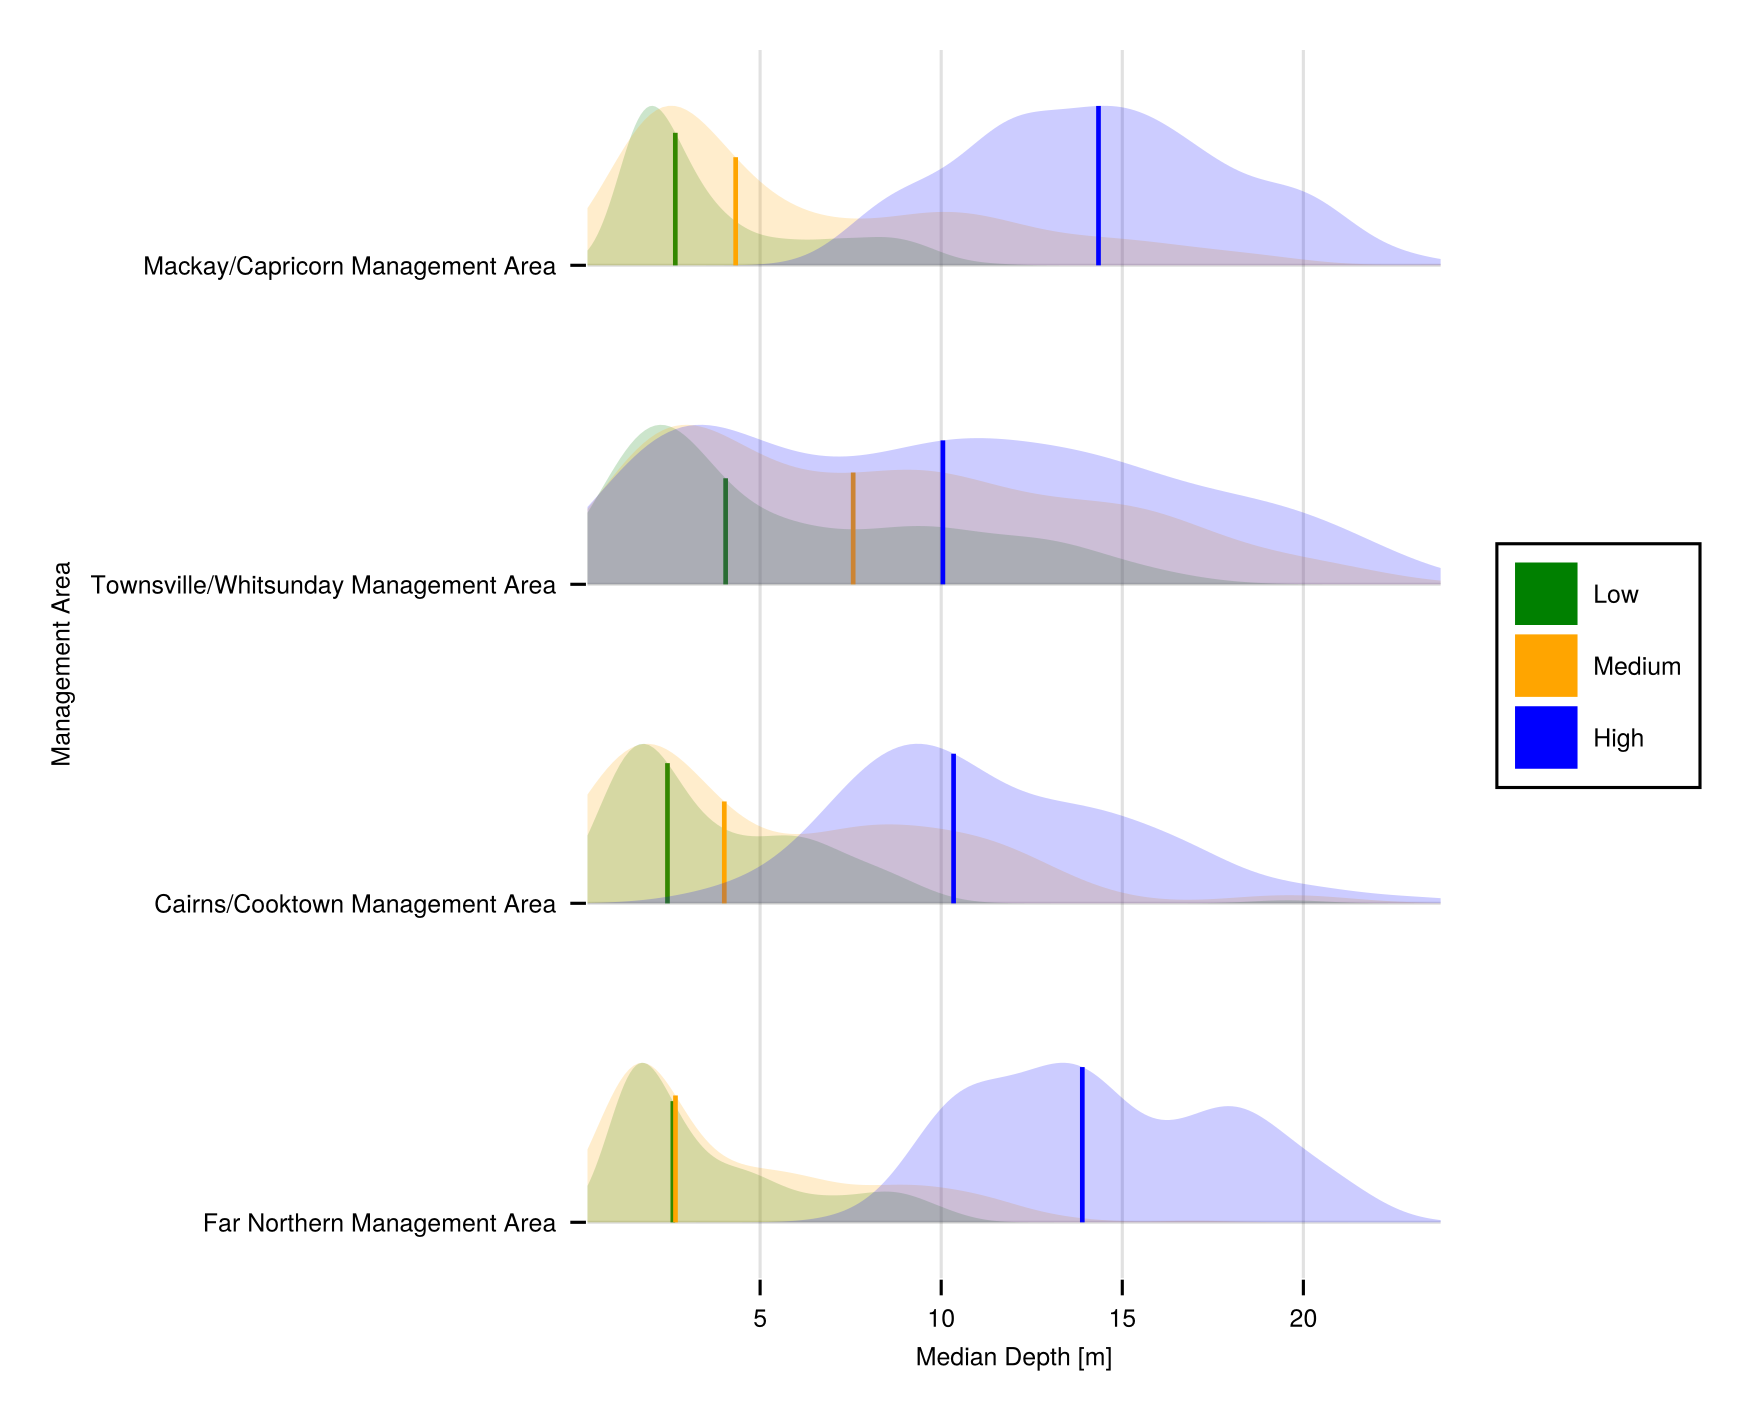 Mackay/Capricorn Management Area
Townsville/Whitsunday Management Area
Cairns/Cooktown Management Area
Far Northern Management Area
Management Area
5 10 15 20
Median Depth [m]
Low
Medium
High